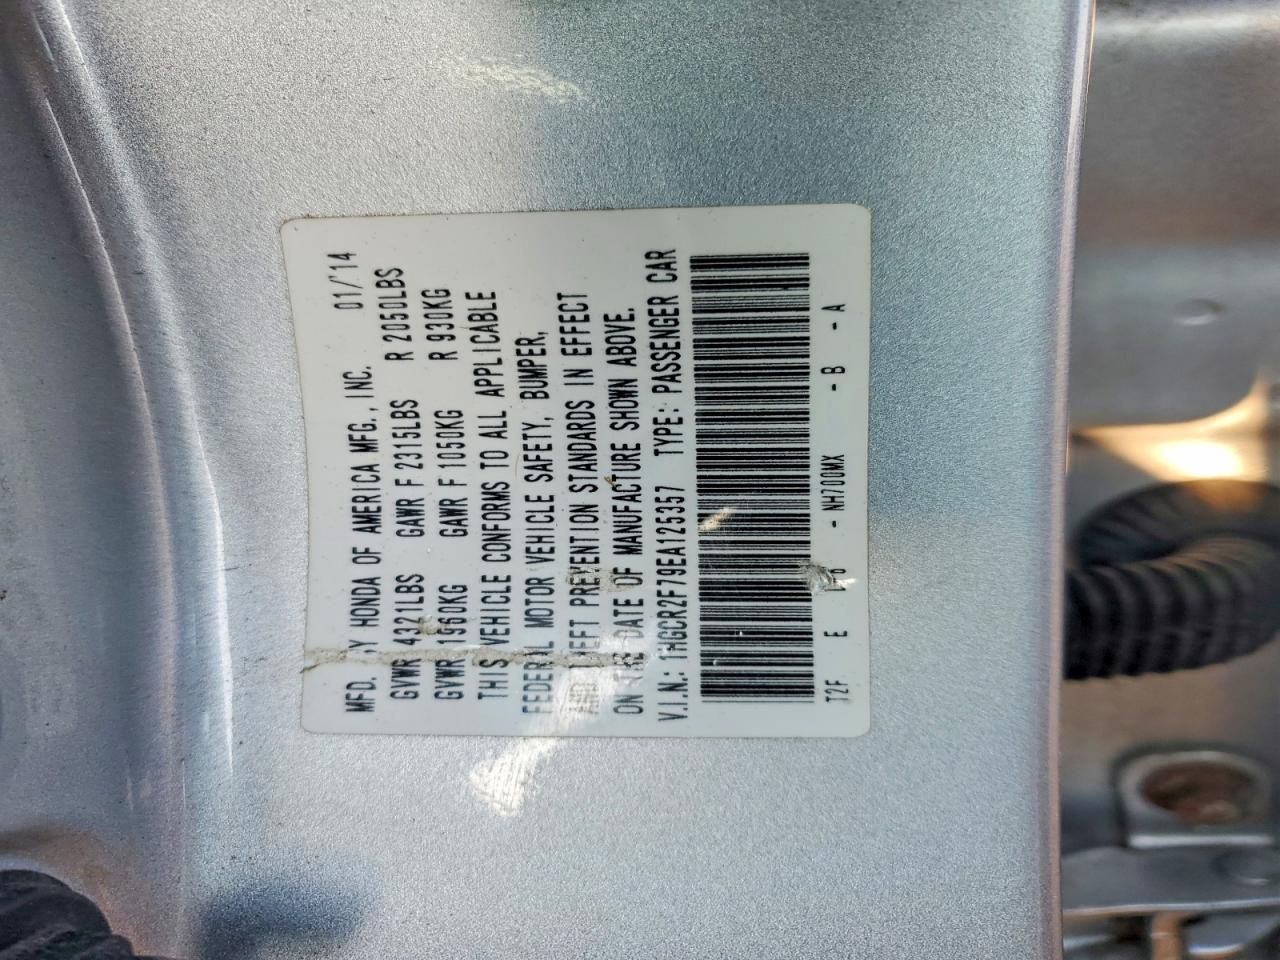 MFD. BY HONDA OF AMERICA MFG., INC. 01/'14
GVWR 4321LBS GAWR F 2315LBS R 2050LBS
GVWR 1960KG GAWR F 1050KG R 930KG
THIS VEHICLE CONFORMS TO ALL APPLICABLE
FEDERAL MOTOR VEHICLE SAFETY, BUMPER,
AND THEFT PREVENTION STANDARDS IN EFFECT
ON THE DATE OF MANUFACTURE SHOWN ABOVE.
V.I.N.: 1HGCR2F79EA125357 TYPE: PASSENGER CAR
T2F E - NH700MX - B - A